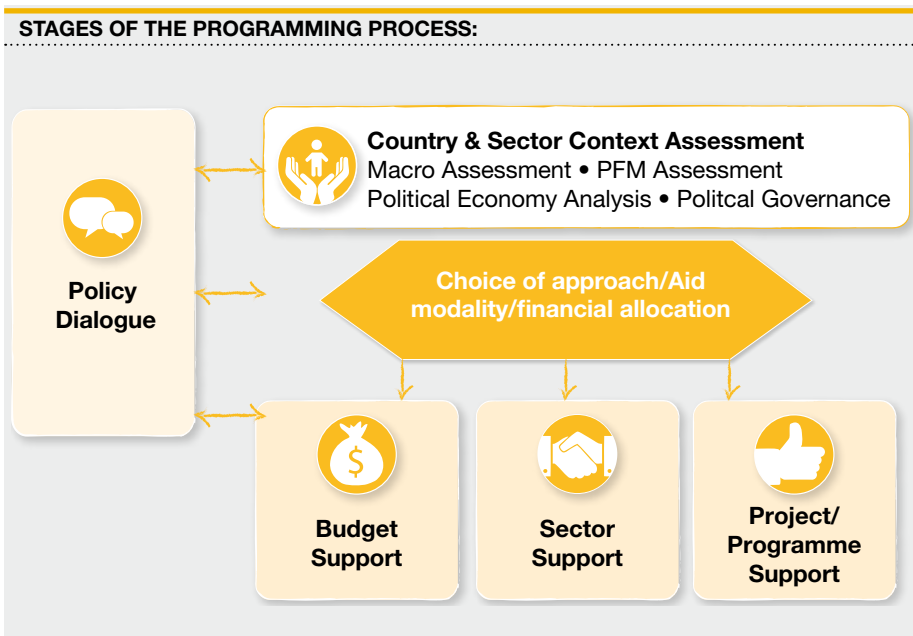 STAGES OF THE PROGRAMMING PROCESS:
Policy
Dialogue
Country & Sector Context Assessment
Macro Assessment • PFM Assessment
Political Economy Analysis • Politcal Governance
Choice of approach/Aid
modality/financial allocation
$
Budget
Support
Sector
Support
Project/
Programme
Support